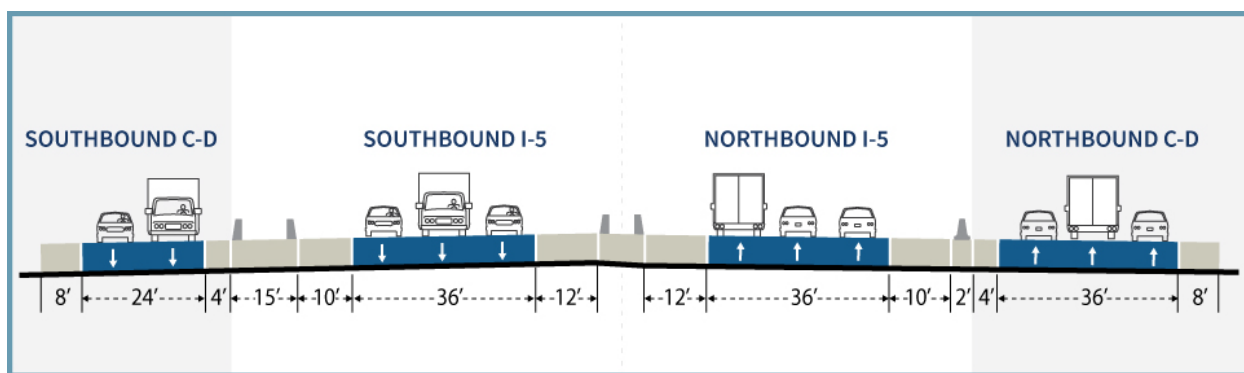 SOUTHBOUND C-D
SOUTHBOUND I-5
NORTHBOUND I-5
NORTHBOUND C-D
8’ 24’ 4’ 15’ 10’ 36’ 12’ 12’ 36’ 10’ 2’ 4’ 36’ 8’